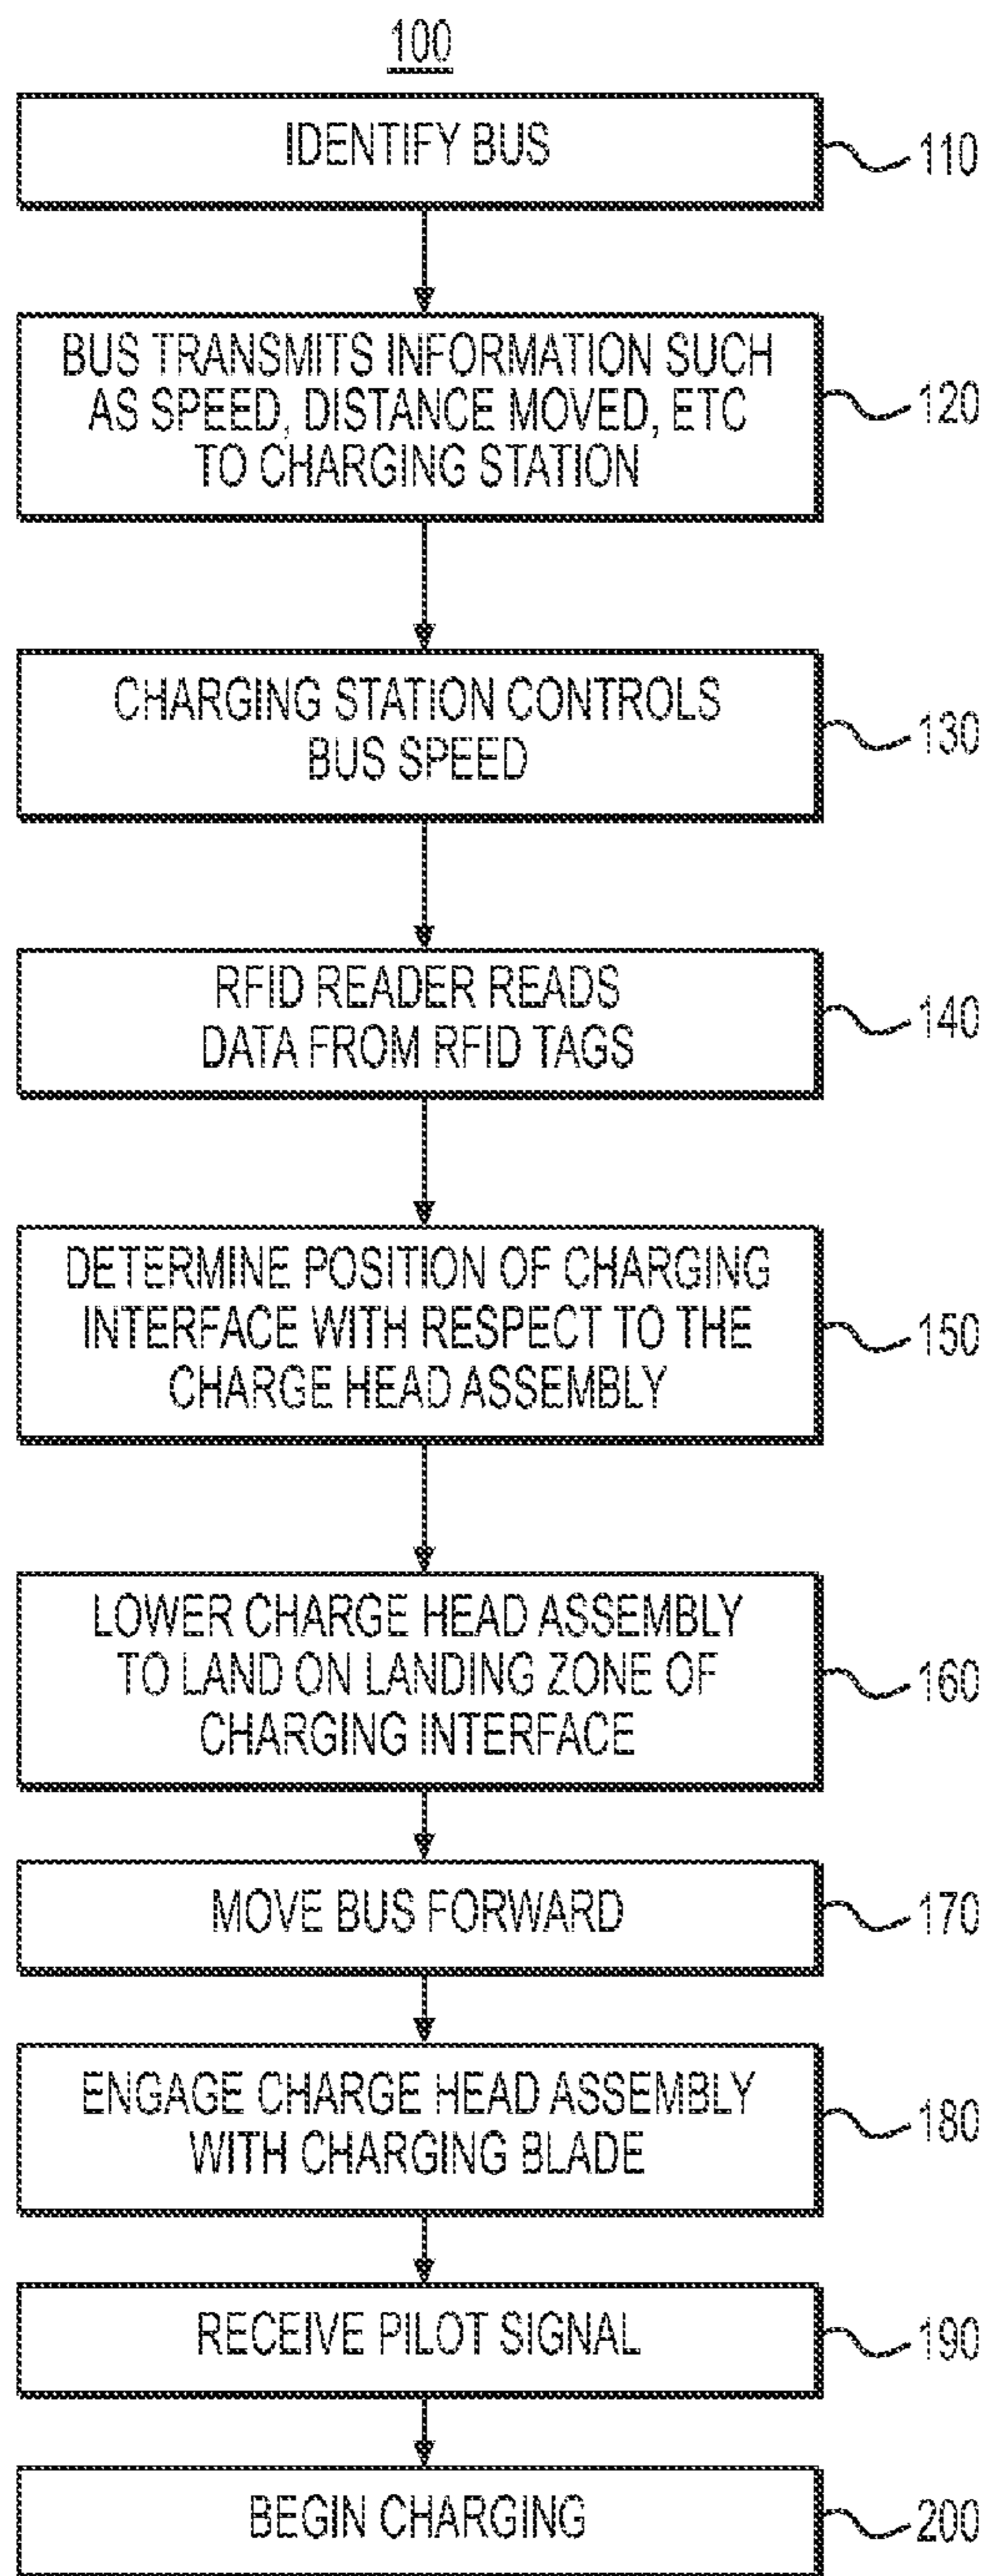 100
IDENTIFY BUS
110
BUS TRANSMITS INFORMATION SUCH
AS SPEED, DISTANCE MOVED, ETC
TO CHARGING STATION
120
CHARGING STATION CONTROLS
BUS SPEED
130
RFID READER READS
DATA FROM RFID TAGS
140
DETERMINE POSITION OF CHARGING
INTERFACE WITH RESPECT TO THE
CHARGE HEAD ASSEMBLY
150
LOWER CHARGE HEAD ASSEMBLY
TO LAND ON LANDING ZONE OF
CHARGING INTERFACE
160
MOVE BUS FORWARD
170
ENGAGE CHARGE HEAD ASSEMBLY
WITH CHARGING BLADE
180
RECEIVE PILOT SIGNAL
190
BEGIN CHARGING
200